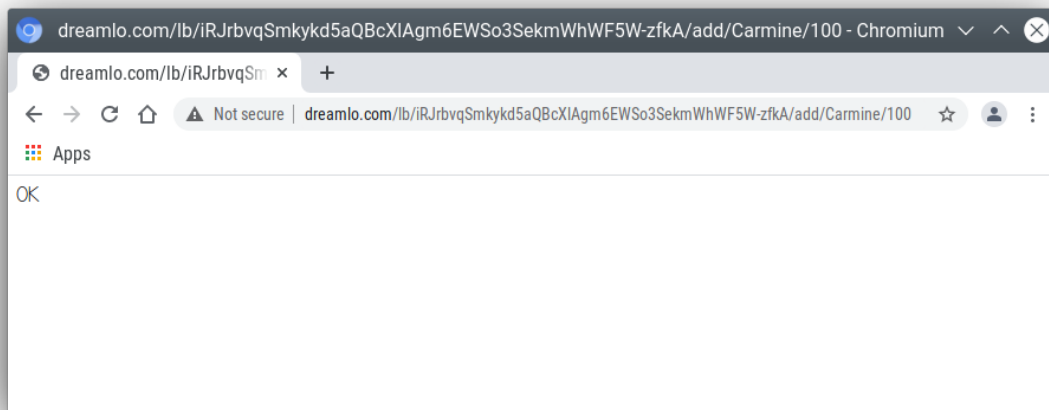 dreamlo.com/lb/iRJrbvqSmkykd5aQBcXIAgm6EWSo3SekmWhWF5W-zfkA/add/Carmine/100 - Chromium
dreamlo.com/lb/iRJrbvqSm
Not secure dreamlo.com/lb/iRJrbvqSmkykd5aQBcXIAgm6EWSo3SekmWhWF5W-zfkA/add/Carmine/100
Apps
OK